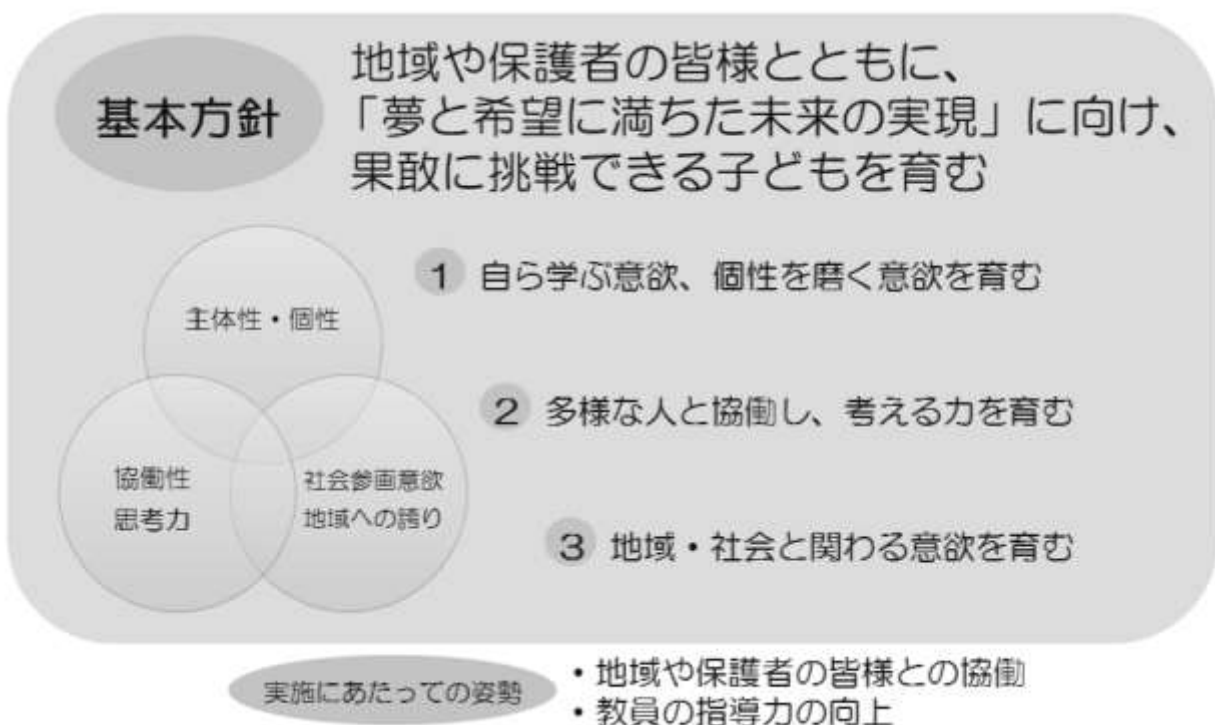 基本方針
地域や保護者の皆様とともに、
「夢と希望に満ちた未来の実現」に向け、
果敢に挑戦できる子どもを育む
主体性・個性
協働性
思考力
社会参画意欲
地域への誇り
1 自ら学ぶ意欲、個性を磨く意欲を育む
2 多様な人と協働し、考える力を育む
3 地域・社会と関わる意欲を育む
実施にあたっての姿勢
・地域や保護者の皆様との協働
・教員の指導力の向上